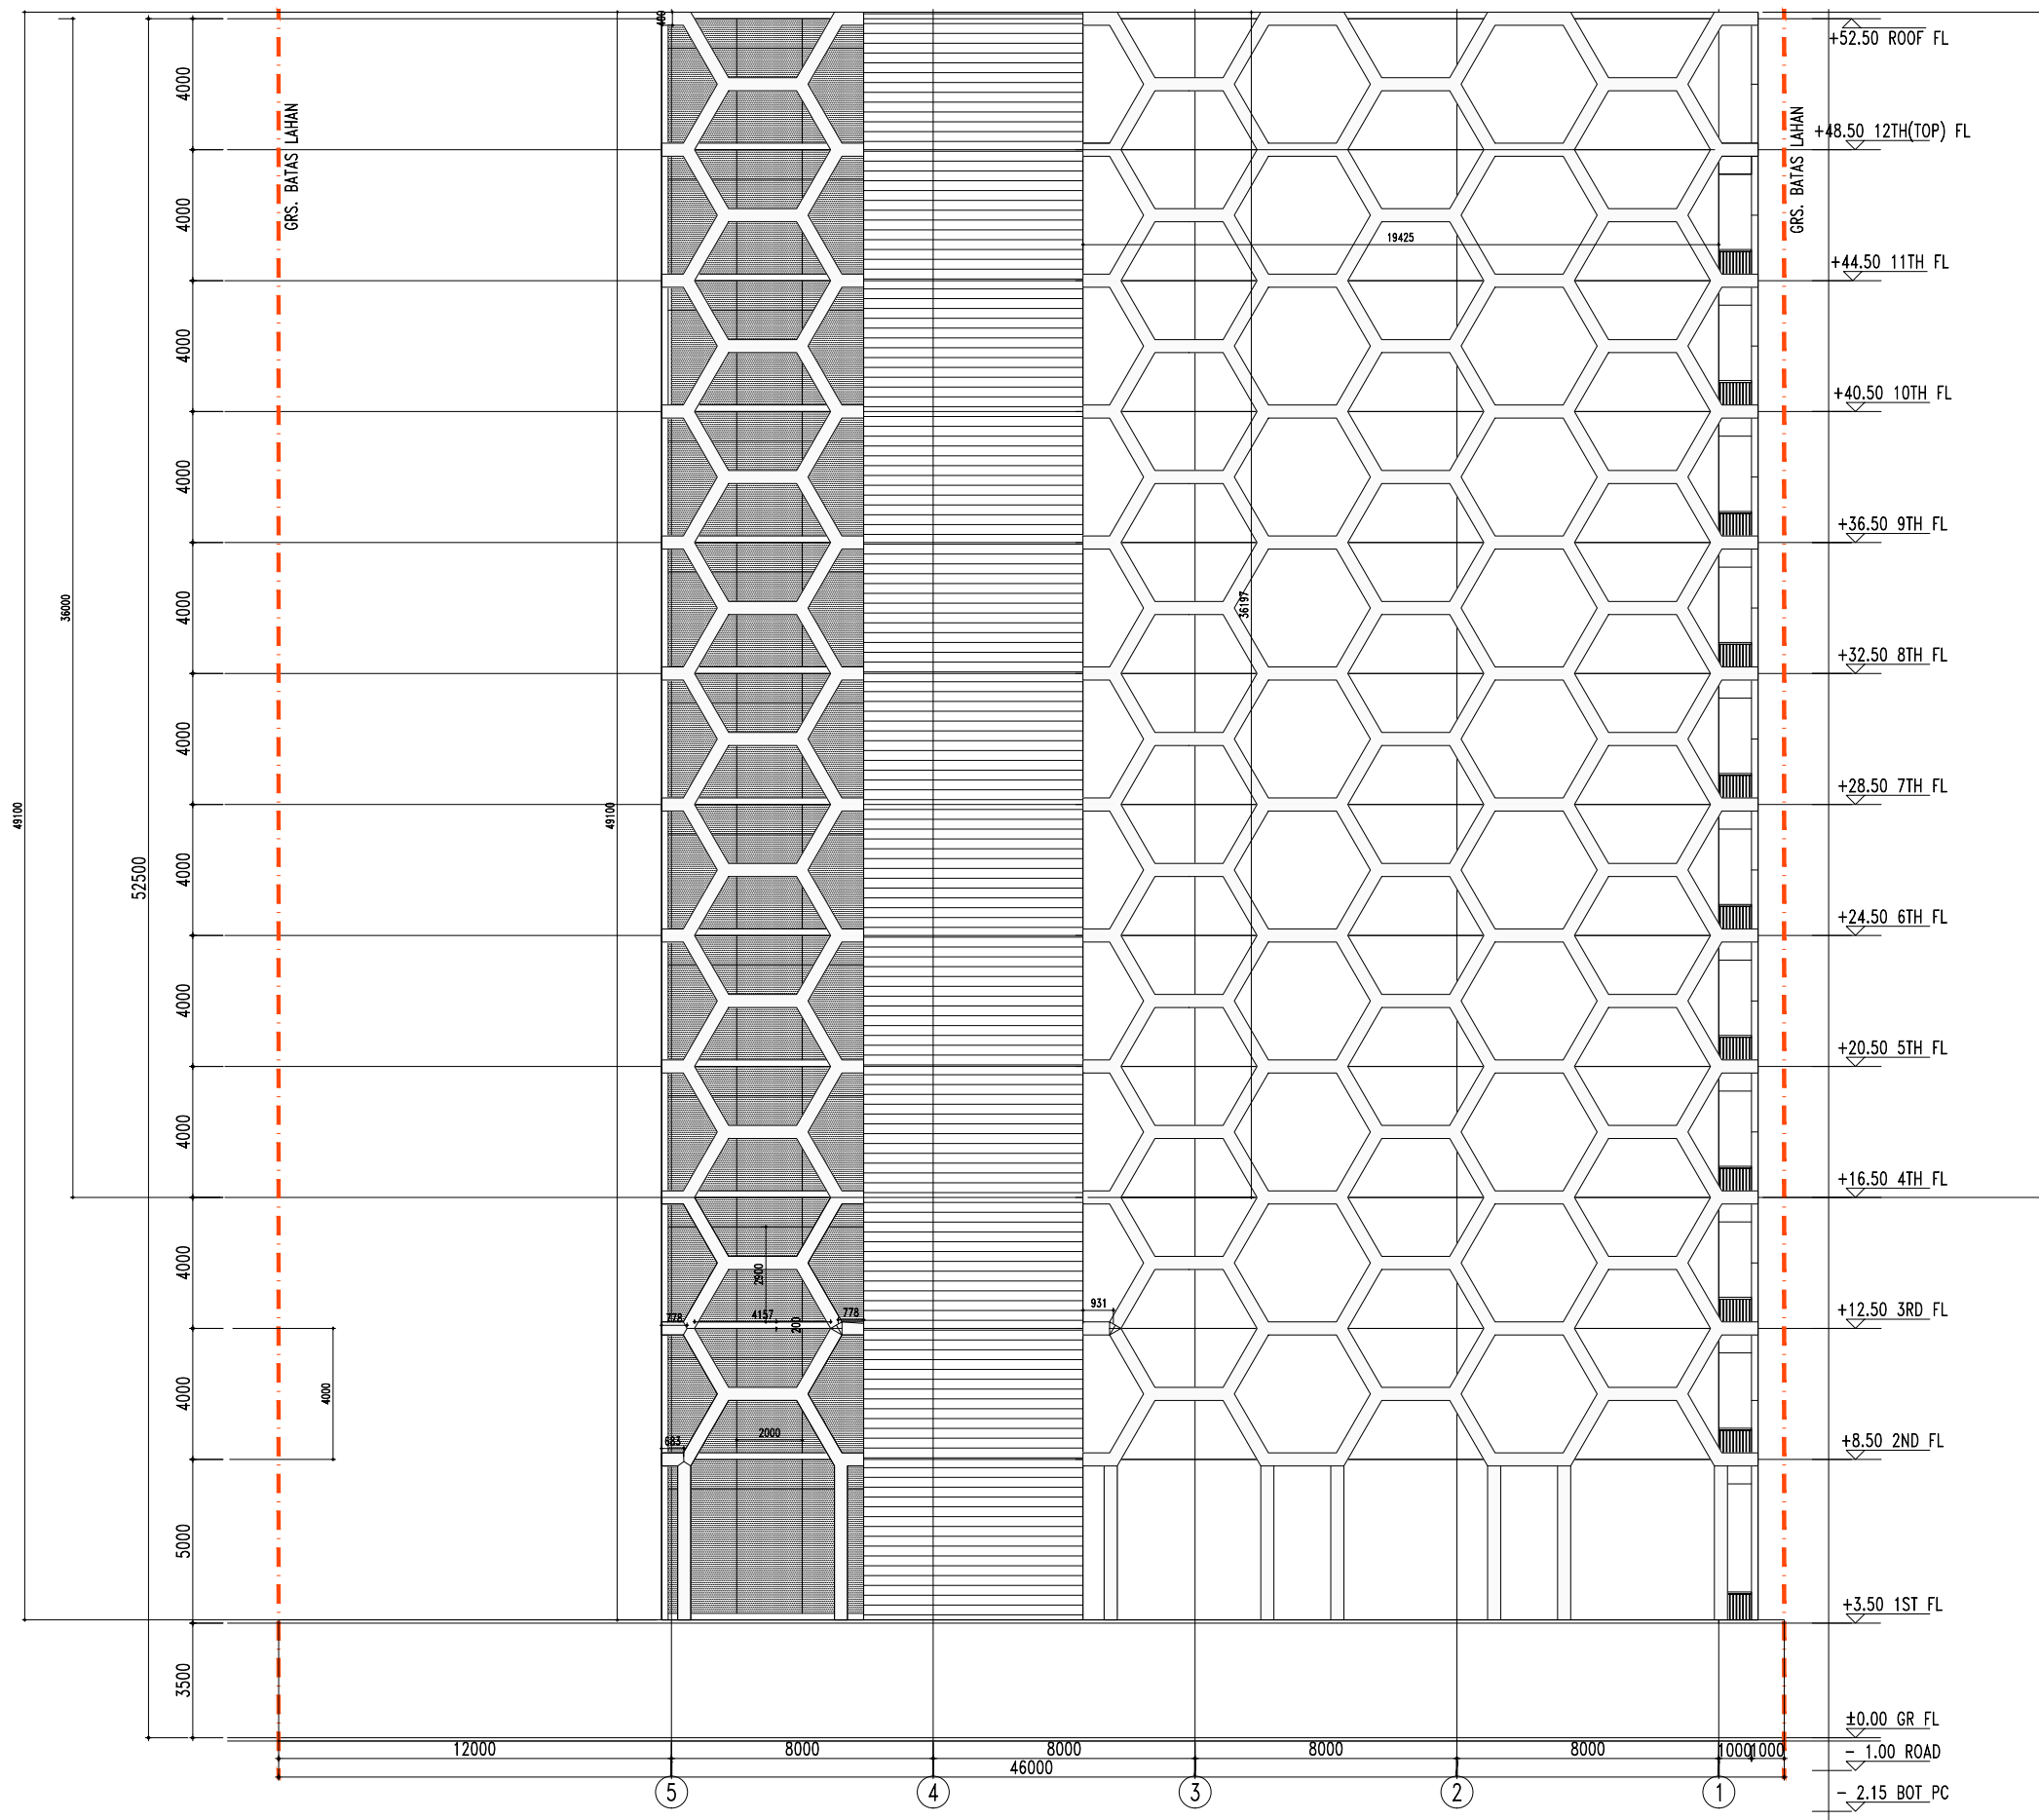 400
+52.50 ROOF FL
4000
GRS. BATAS LAHAN
GRS. BATAS LAHAN
+48.50 12TH(TOP) FL
4000
19425
+44.50 11TH FL
4000
+40.50 10TH FL
4000
+36.50 9TH FL
36000
4000
36197
+32.50 8TH FL
4000
+28.50 7TH FL
49100
49100
52500
4000
+24.50 6TH FL
4000
+20.50 5TH FL
4000
+16.50 4TH FL
4000
2900
931
778
4157
200
778
+12.50 3RD FL
4000
4000
683
2000
+8.50 2ND FL
5000
+3.50 1ST FL
3500
±0.00 GR FL
12000
8000
8000
8000
8000
1000
1000
- 1.00 ROAD
46000
5
4
3
2
1
- 2.15 BOT PC